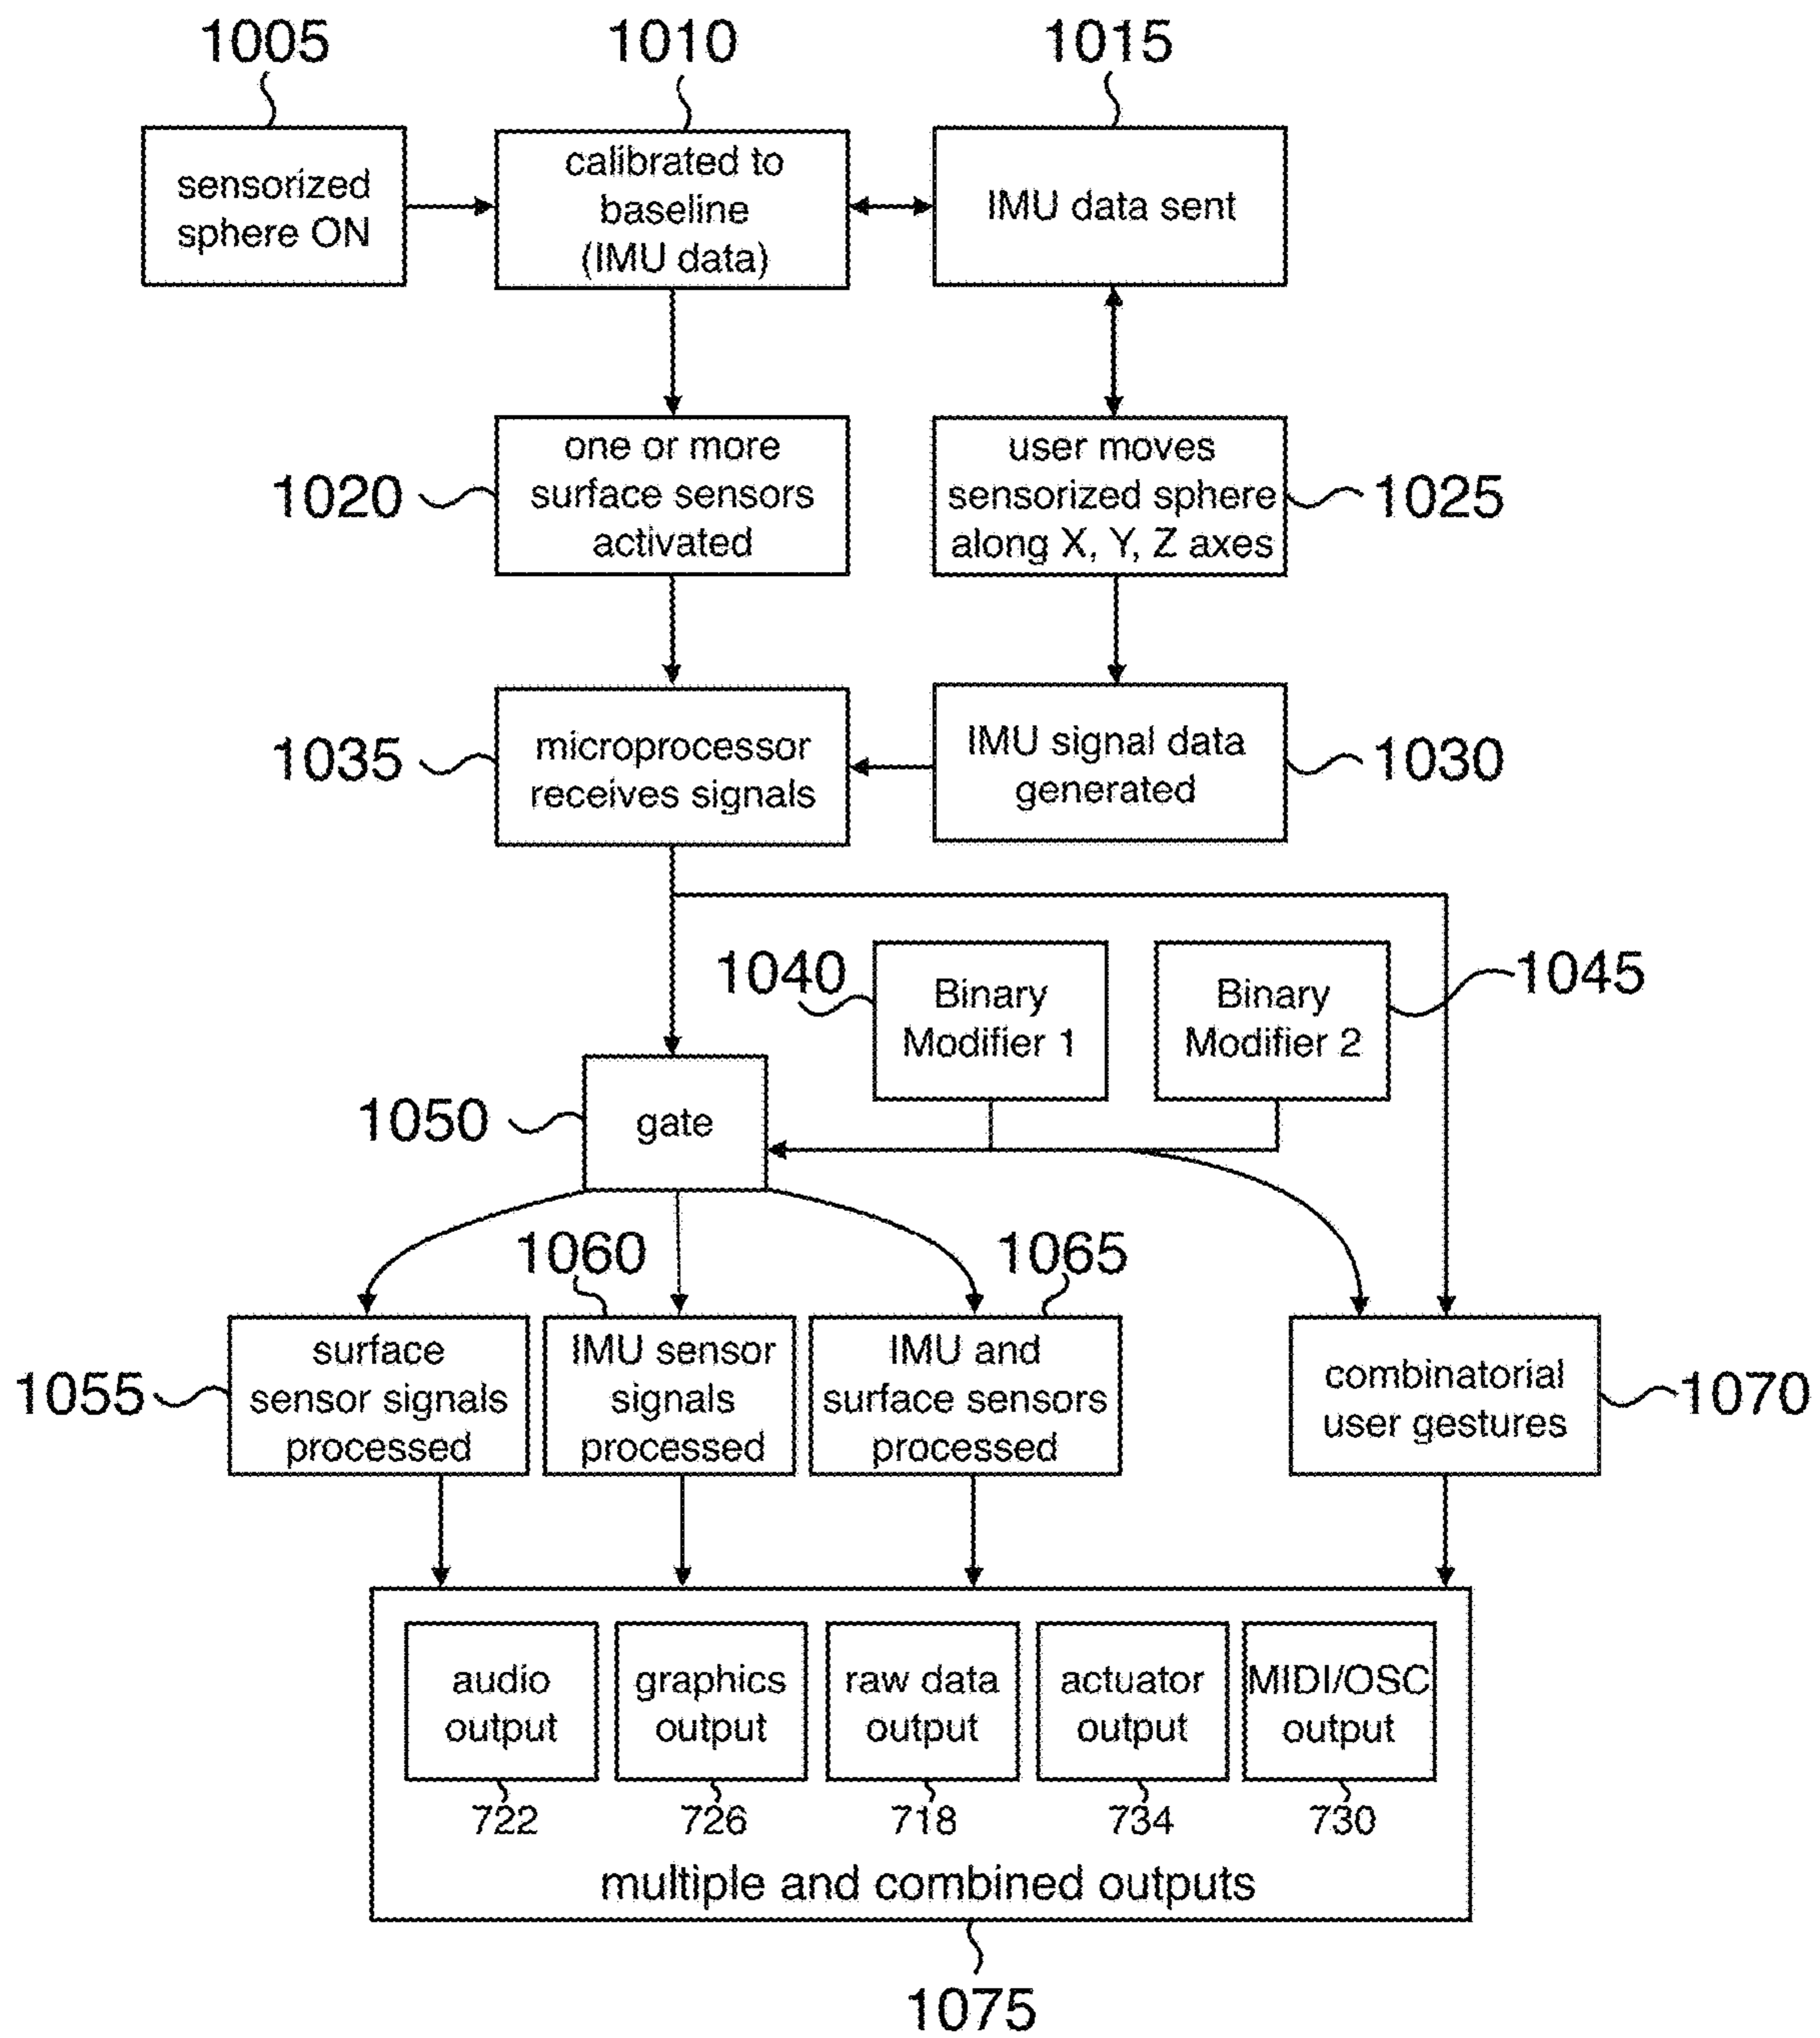 1005
1010
1015
sensorized
sphere ON
calibrated to
baseline
(IMU data)
IMU data sent
1020
one or more
surface sensors
activated
user moves
sensorized sphere
along X, Y, Z axes
1025
1035
microprocessor
receives signals
IMU signal data
generated
1030
1040
Binary
Modifier 1
Binary
Modifier 2
1045
1050
gate
1060
1065
1055
surface
sensor signals
processed
IMU sensor
signals
processed
IMU and
surface sensors
processed
combinatorial
user gestures
1070
audio
output
graphics
output
raw data
output
actuator
output
MIDI/OSC
output
722
726
718
734
730
multiple and combined outputs
1075